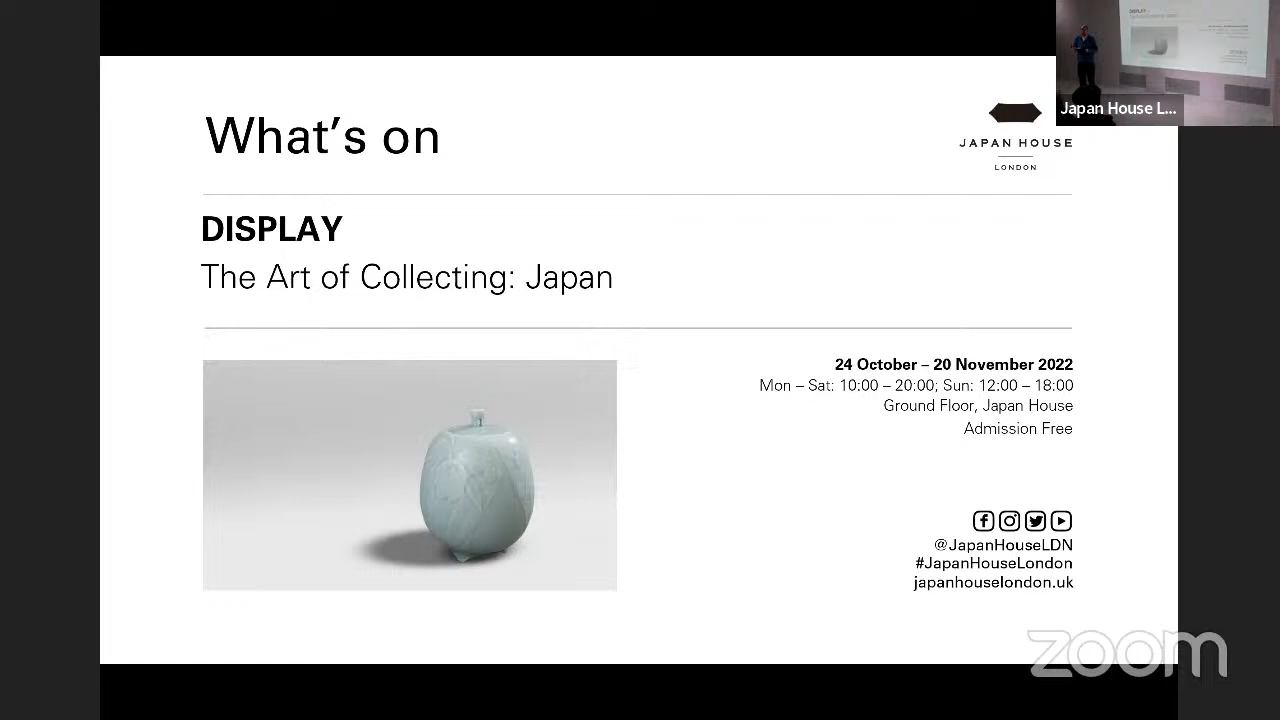 What's on
JAPAN HOUSE
LONDON
Japan House L...
DISPLAY
The Art of Collecting: Japan
24 October – 20 November 2022
Mon – Sat: 10:00 – 20:00; Sun: 12:00 – 18:00
Ground Floor, Japan House
Admission Free
@JapanHouseLDN
#JapanHouseLondon
japanhouselondon.uk
zoom